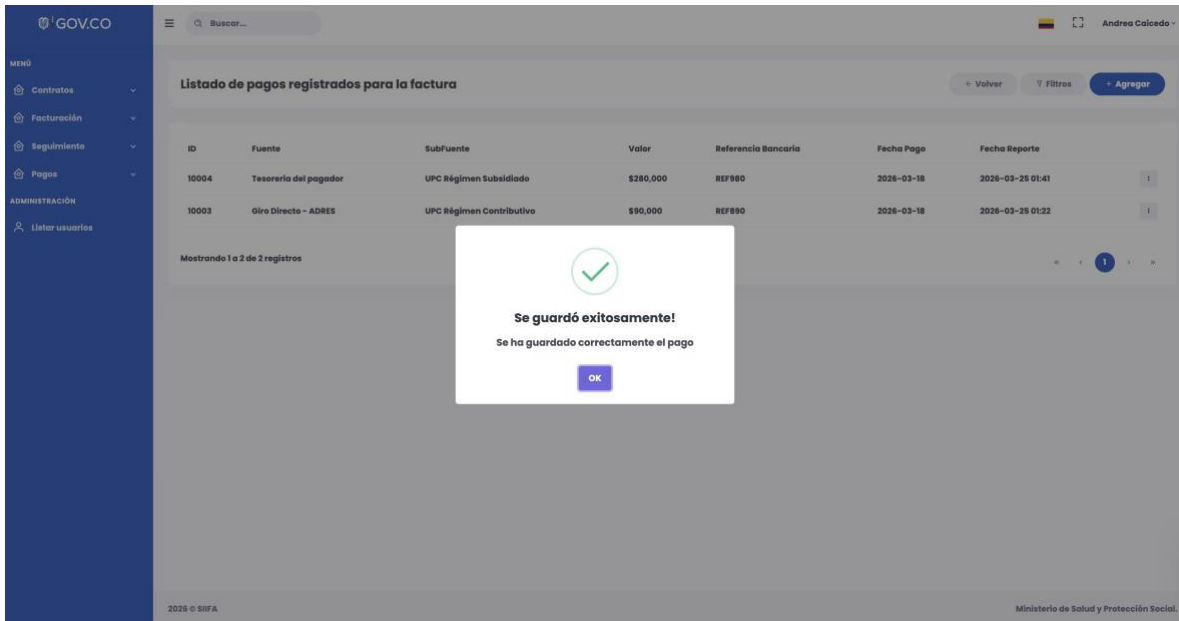 GOV.CO
Buscar...
Andrea Caicedo
MENÚ
Contratos
Facturación
Seguimiento
Pagos
ADMINISTRACIÓN
Listar usuarios
Listado de pagos registrados para la factura
Volver
Filtros
+ Agregar
ID Fuente SubFuente Valor Referencia Bancaria Fecha Pago Fecha Reporte
10004 Tesorería del pagador UPC Régimen Subsidiado $280,000 REF980 2026-03-18 2026-03-25 01:41
10003 Giro Directo - ADRES UPC Régimen Contributivo $90,000 REF890 2026-03-18 2026-03-25 01:22
Mostrando 1 a 2 de 2 registros
« ‹ 1 › »
Se guardó exitosamente!
Se ha guardado correctamente el pago
OK
2026 © SIIFA
Ministerio de Salud y Protección Social.